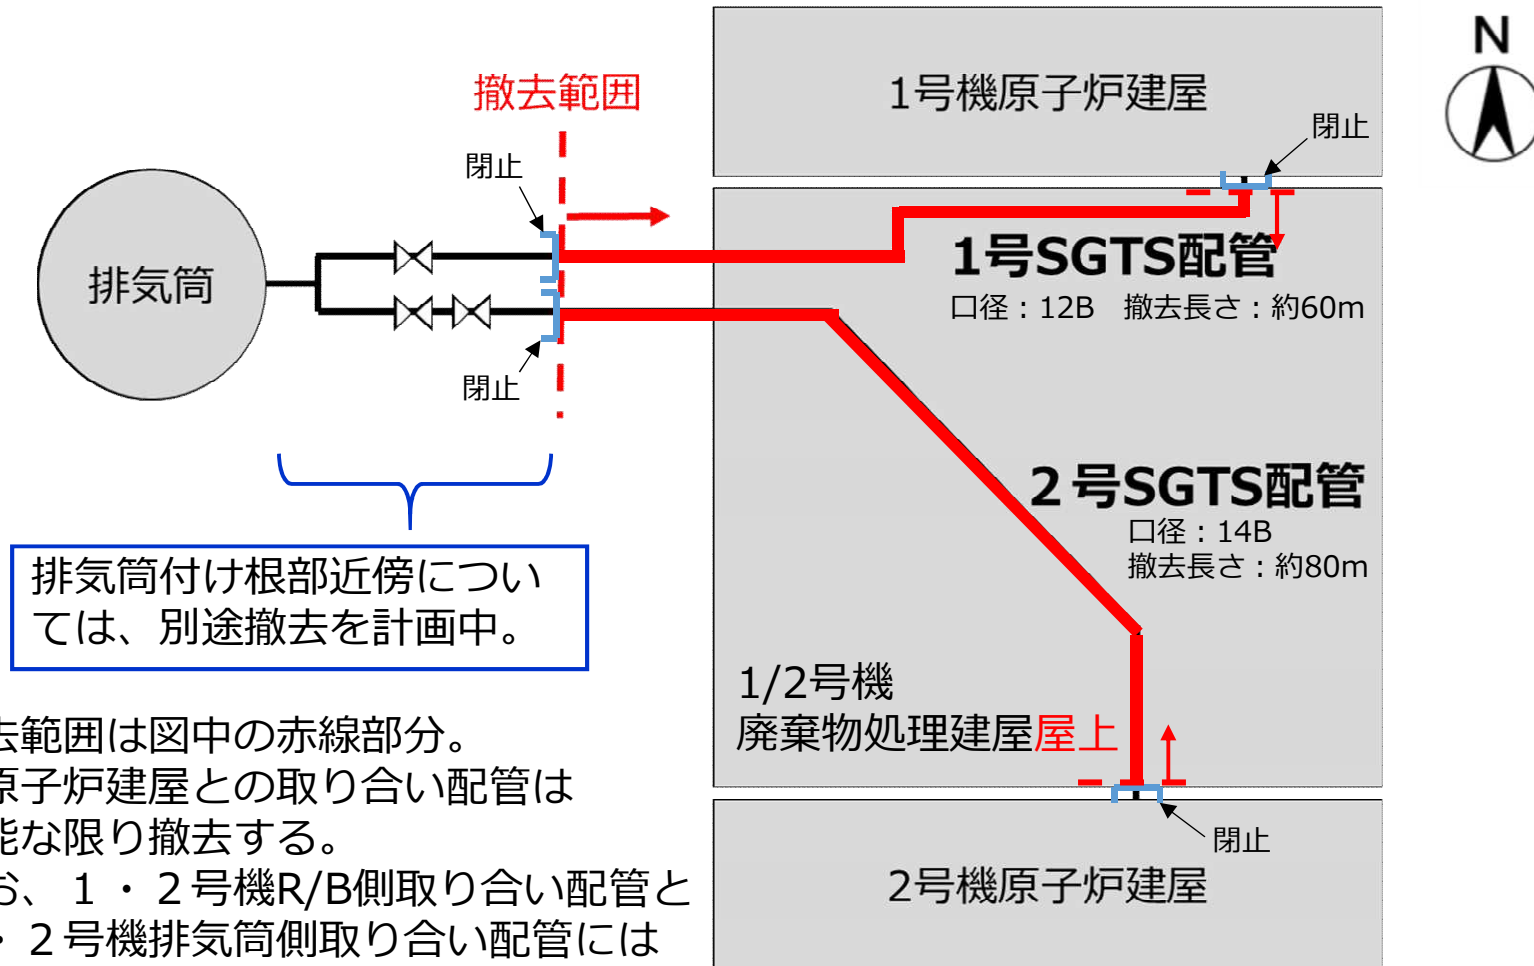 N
1号機原子炉建屋
撤去範囲
閉止
閉止
排気筒
1号SGTS配管
口径：12B　撤去長さ：約60m
閉止
2号SGTS配管
口径：14B
撤去長さ：約80m
排気筒付け根部近傍につい
ては、別途撤去を計画中。
1/2号機
廃棄物処理建屋屋上
範囲は図中の赤線部分。
原子炉建屋との取り合い配管は
能な限り撤去する。
お、１・２号機R/B側取り合い配管と
・２号機排気筒側取り合い配管には
閉止
2号機原子炉建屋